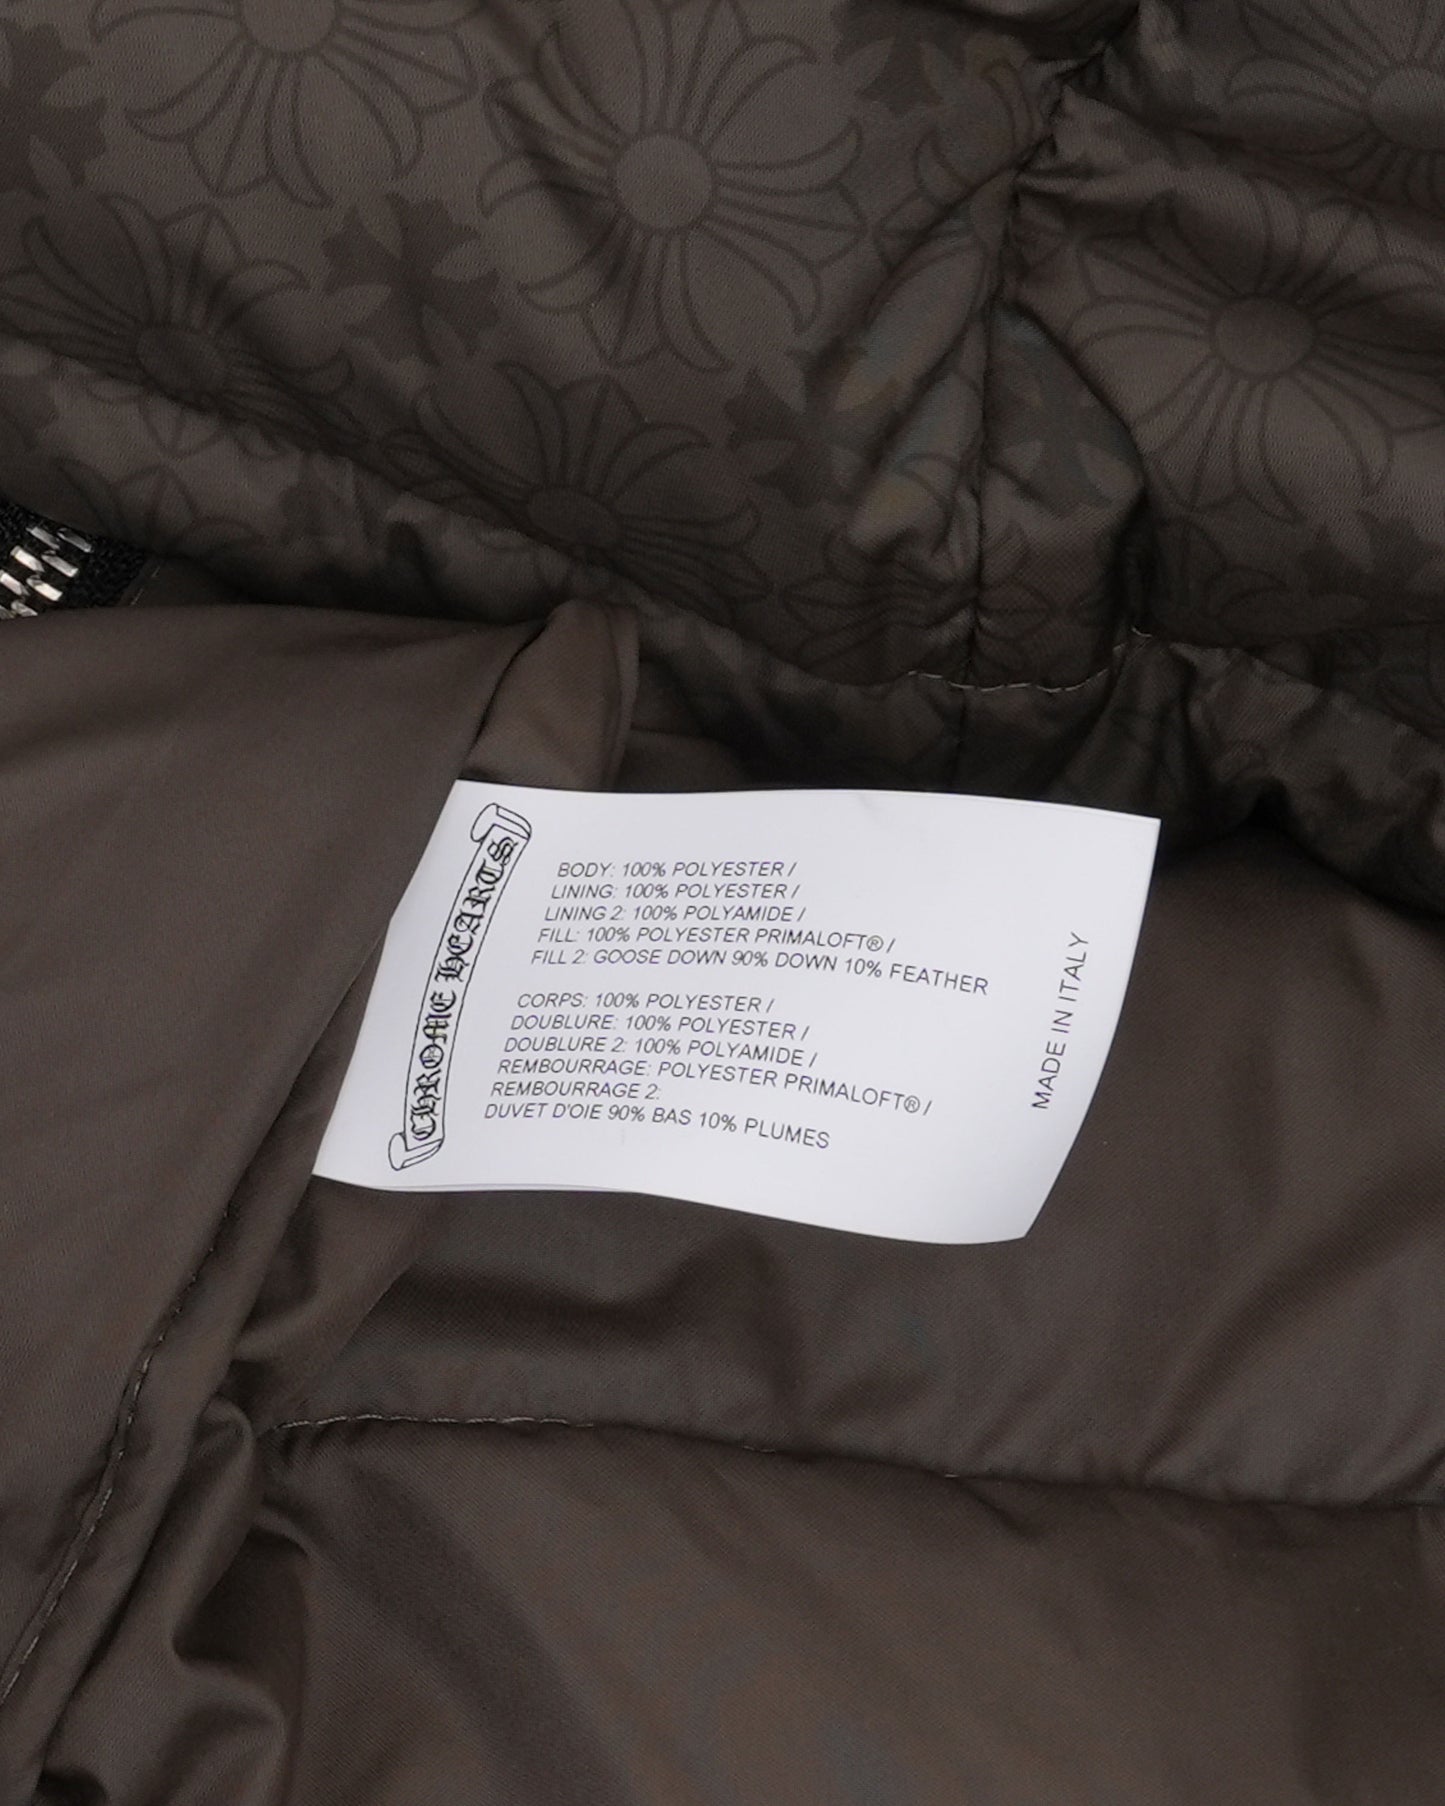 CHROME HEARTS
BODY: 100% POLYESTER /
LINING: 100% POLYESTER /
LINING 2: 100% POLYAMIDE /
FILL: 100% POLYESTER PRIMALOFT® /
FILL 2: GOOSE DOWN 90% DOWN 10% FEATHER
CORPS: 100% POLYESTER /
DOUBLURE: 100% POLYESTER /
DOUBLURE 2: 100% POLYAMIDE /
REMBOURRAGE: POLYESTER PRIMALOFT® /
REMBOURRAGE 2:
DUVET D'OIE 90% BAS 10% PLUMES
MADE IN ITALY